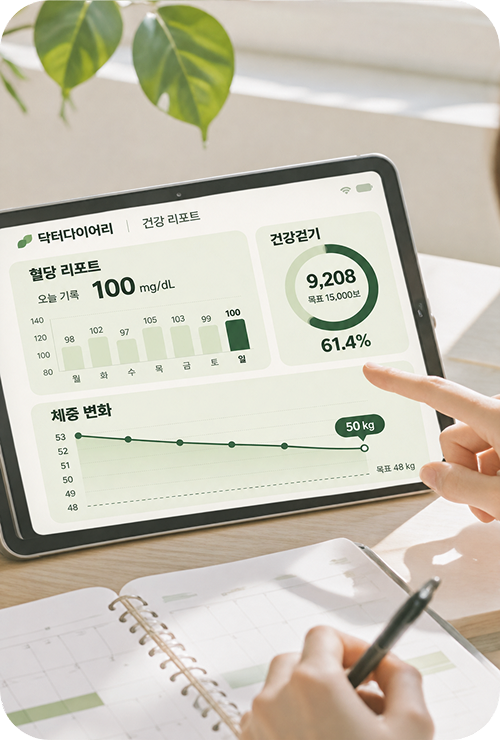 닥터다이어리 | 건강 리포트
혈당 리포트
오늘 기록 100 mg/dL
140
120
100
80
98 102 97 105 103 99 100
월 화 수 목 금 토 일
건강걷기
9,208
목표 15,000보
61.4%
체중 변화
53
52
51
50
49
48
50 kg
목표 48 kg